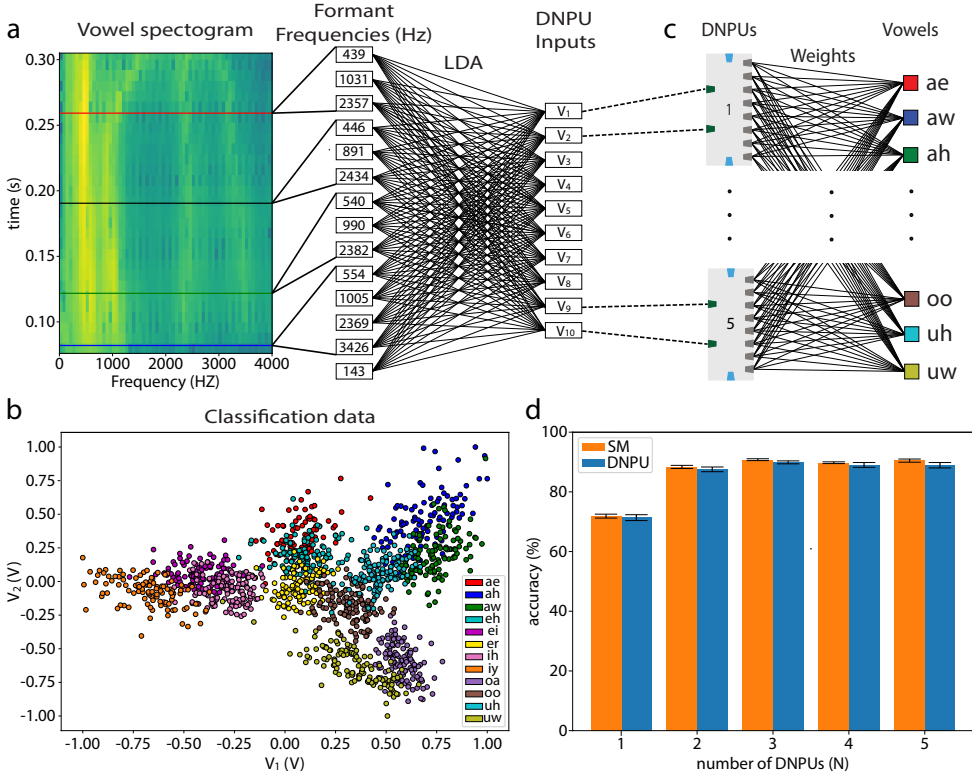 a
Vowel spectrogram
0.30
0.25
0.20
0.15
0.10
time (s)
0
1000
2000
3000
4000
Frequency (HZ)
Formant
Frequencies (Hz)
439
1031
2357
446
891
2434
540
990
2382
554
1005
2369
3426
143
LDA
DNPU
Inputs
V1
V2
V3
V4
V5
V6
V7
V8
V9
V10
c
DNPUs
Weights
Vowels
1
5
ae
aw
ah
oo
uh
uw
b
Classification data
1.00
0.75
0.50
0.25
0.00
-0.25
-0.50
-0.75
-1.00
V2 (V)
-1.00
-0.75
-0.50
-0.25
0.00
0.25
0.50
0.75
1.00
V1 (V)
ae
ah
aw
eh
ei
er
ih
iy
oa
oo
uh
uw
d
100
80
60
40
20
0
accuracy (%)
SM
DNPU
1
2
3
4
5
number of DNPUs (N)